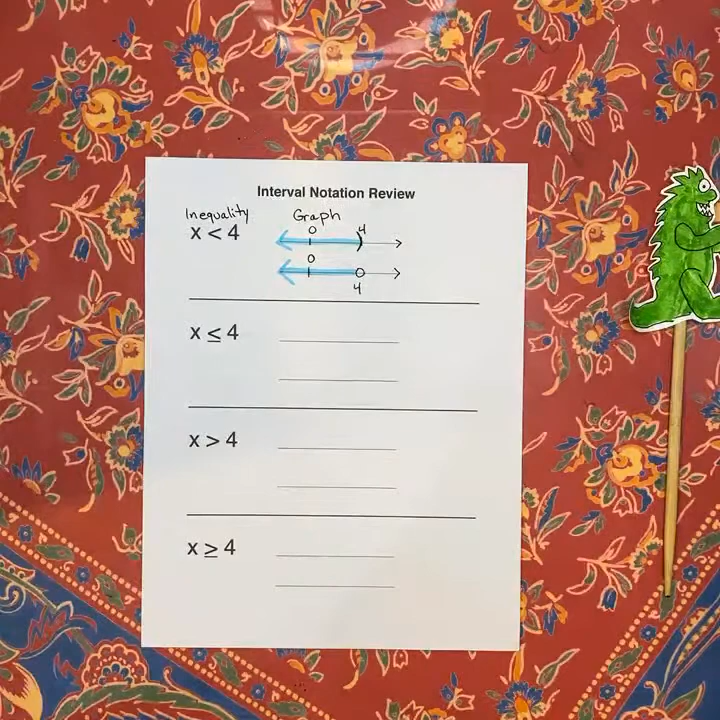 Interval Notation Review
Inequality Graph
x < 4
0 4
0
4
x ≤ 4
x > 4
x ≥ 4